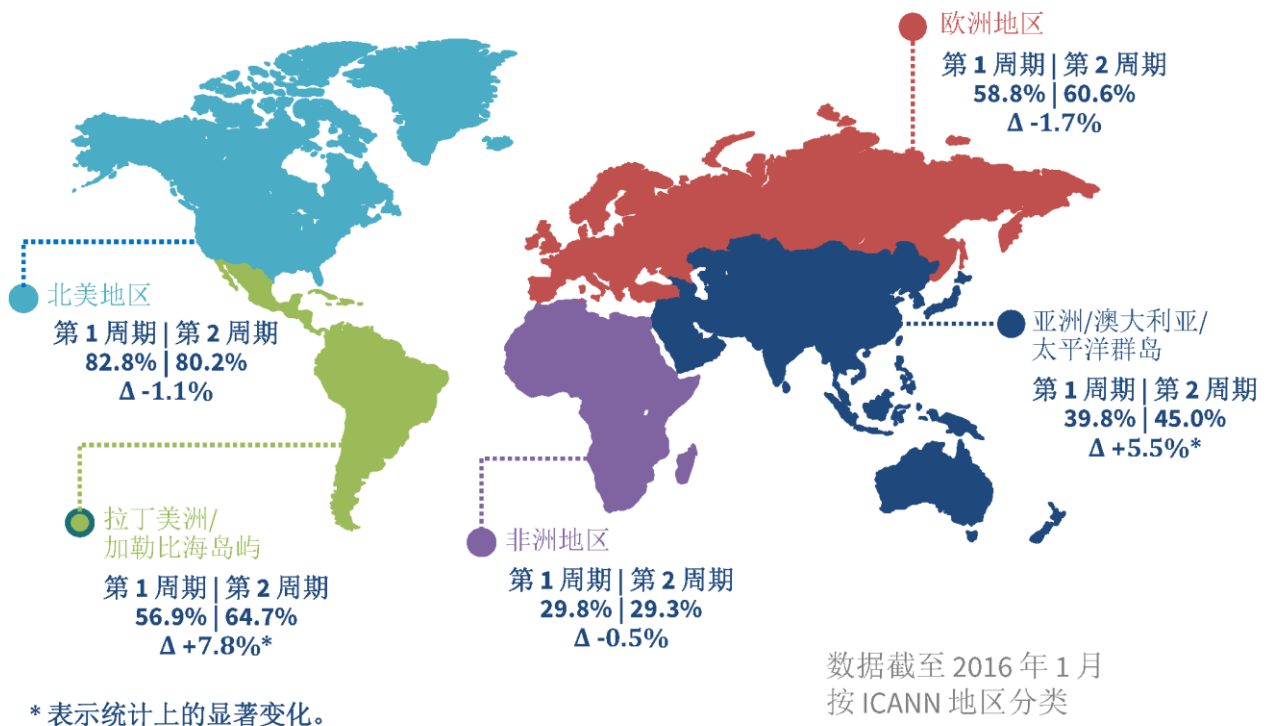 欧洲地区
第 1 周期 | 第 2 周期
58.8% | 60.6%
Δ -1.7%
北美地区
第 1 周期 | 第 2 周期
82.8% | 80.2%
Δ -1.1%
亚洲/澳大利亚/
太平洋群岛
第 1 周期 | 第 2 周期
39.8% | 45.0%
Δ +5.5%*
拉丁美洲/
加勒比海岛屿
第 1 周期 | 第 2 周期
56.9% | 64.7%
Δ +7.8%*
非洲地区
第 1 周期 | 第 2 周期
29.8% | 29.3%
Δ -0.5%
数据截至 2016 年 1 月
按 ICANN 地区分类
* 表示统计上的显著变化。